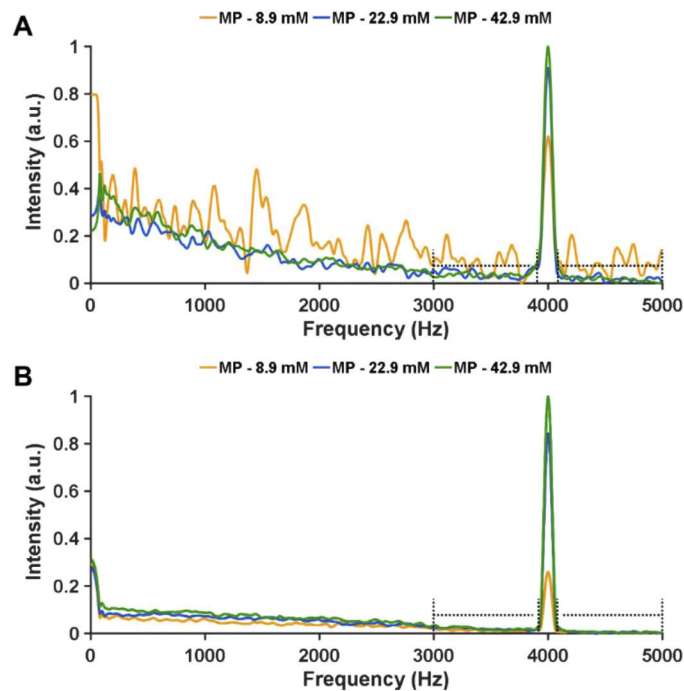 A
MP - 8.9 mM MP - 22.9 mM MP - 42.9 mM
1
0.8
0.6
0.4
0.2
0
Intensity (a.u.)
0 1000 2000 3000 4000 5000
Frequency (Hz)
B
MP - 8.9 mM MP - 22.9 mM MP - 42.9 mM
1
0.8
0.6
0.4
0.2
0
Intensity (a.u.)
0 1000 2000 3000 4000 5000
Frequency (Hz)